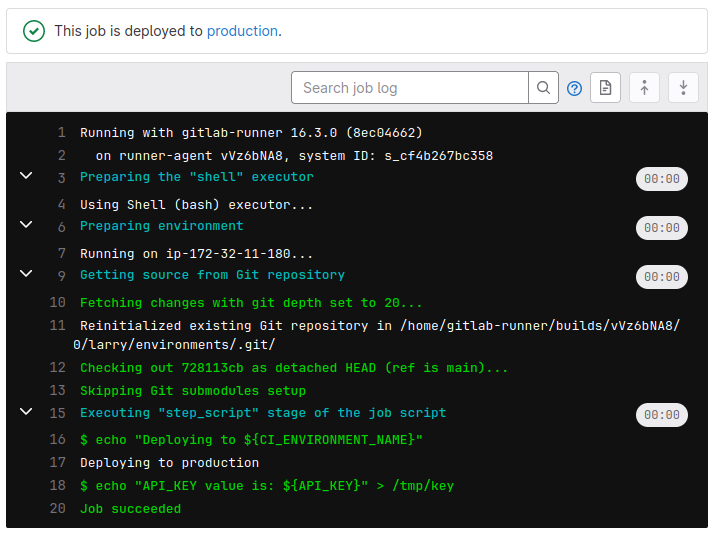 This job is deployed to production.
Search job log
1 Running with gitlab-runner 16.3.0 (8ec04662)
2 on runner-agent vVz6bNA8, system ID: s_cf4b267bc358
3 Preparing the "shell" executor 00:00
4 Using Shell (bash) executor...
6 Preparing environment 00:00
7 Running on ip-172-32-11-180...
9 Getting source from Git repository 00:00
10 Fetching changes with git depth set to 20...
11 Reinitialized existing Git repository in /home/gitlab-runner/builds/vVz6bNA8/
0/larry/environments/.git/
12 Checking out 728113cb as detached HEAD (ref is main)...
13 Skipping Git submodules setup
15 Executing "step_script" stage of the job script 00:00
16 $ echo "Deploying to ${CI_ENVIRONMENT_NAME}"
17 Deploying to production
18 $ echo "API_KEY value is: ${API_KEY}" > /tmp/key
20 Job succeeded